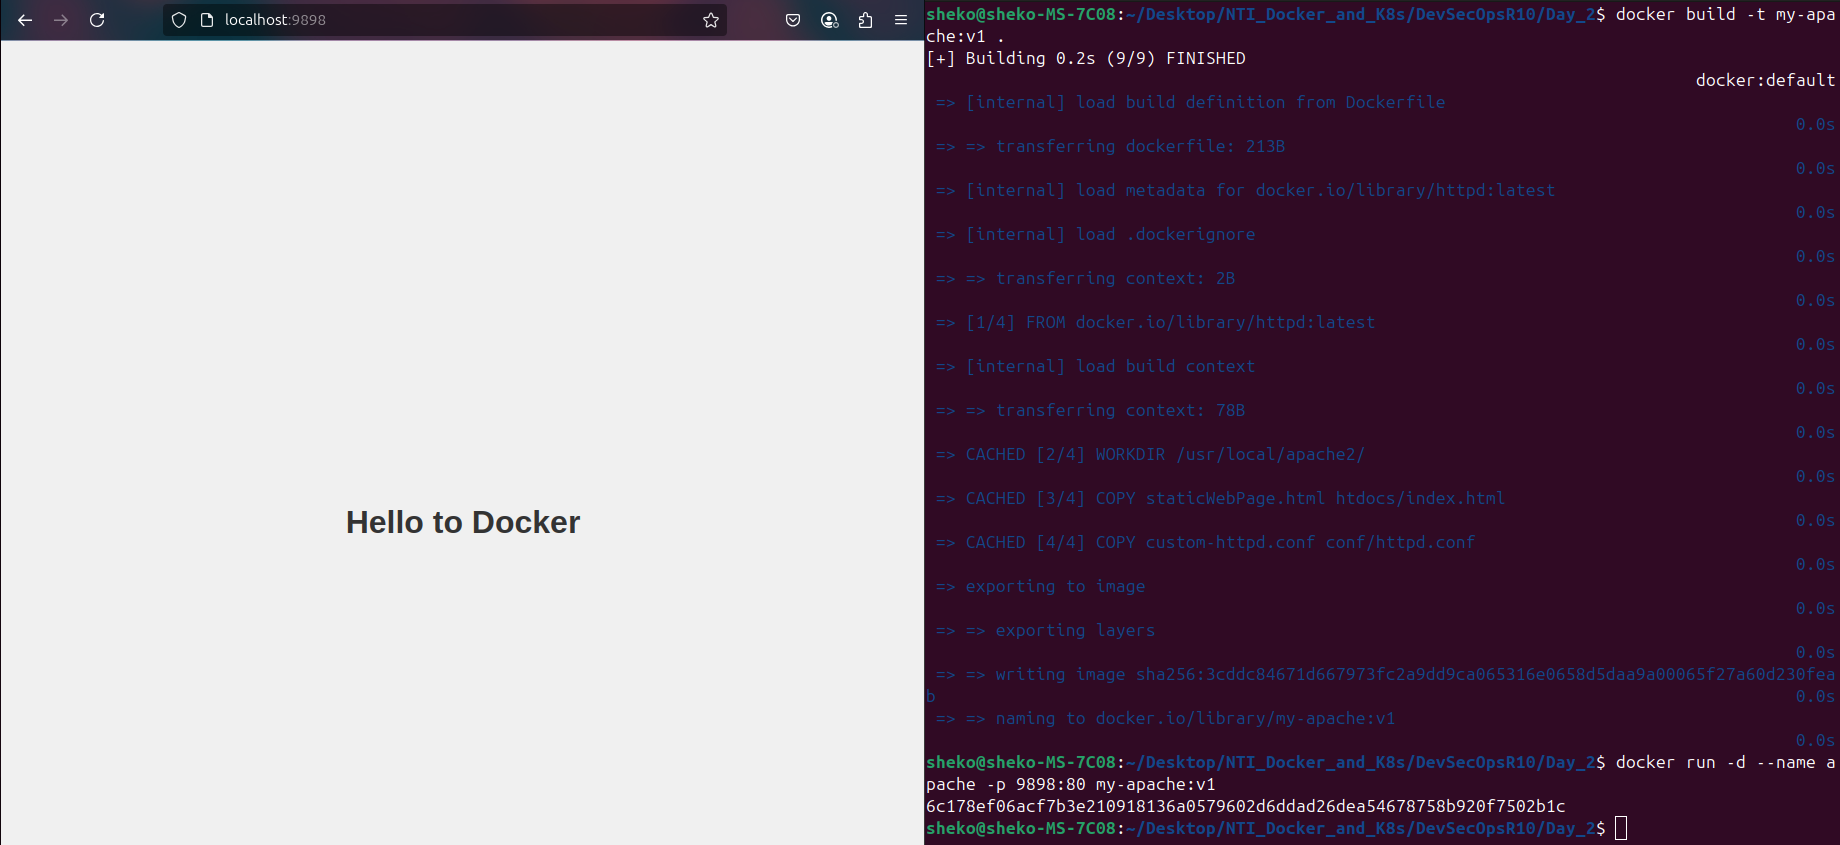 localhost:9898
Hello to Docker
sheko@sheko-MS-7C08:~/Desktop/NTI_Docker_and_K8s/DevSecOpsR10/Day_2$ docker build -t my-apa
che:v1 .
[+] Building 0.2s (9/9) FINISHED
docker:default
=> [internal] load build definition from Dockerfile
0.0s
=> => transferring dockerfile: 213B
0.0s
=> [internal] load metadata for docker.io/library/httpd:latest
0.0s
=> [internal] load .dockerignore
0.0s
=> => transferring context: 2B
0.0s
=> [1/4] FROM docker.io/library/httpd:latest
0.0s
=> [internal] load build context
0.0s
=> => transferring context: 78B
0.0s
=> CACHED [2/4] WORKDIR /usr/local/apache2/
0.0s
=> CACHED [3/4] COPY staticWebPage.html htdocs/index.html
0.0s
=> CACHED [4/4] COPY custom-httpd.conf conf/httpd.conf
0.0s
=> exporting to image
0.0s
=> => exporting layers
0.0s
=> => writing image sha256:3cddc84671d667973fc2a9dd9ca065316e0658d5daa9a00065f27a60d230fea
b 0.0s
=> => naming to docker.io/library/my-apache:v1
0.0s
sheko@sheko-MS-7C08:~/Desktop/NTI_Docker_and_K8s/DevSecOpsR10/Day_2$ docker run -d --name a
pache -p 9898:80 my-apache:v1
6c178ef06acf7b3e210918136a0579602d6ddad26dea54678758b920f7502b1c
sheko@sheko-MS-7C08:~/Desktop/NTI_Docker_and_K8s/DevSecOpsR10/Day_2$